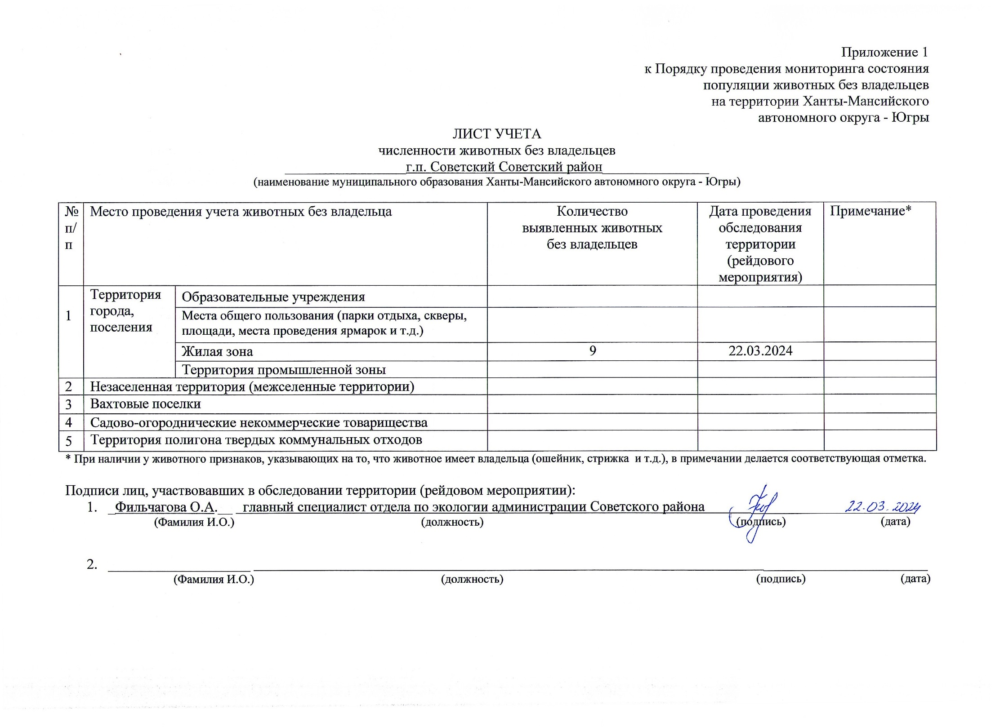 Приложение 1
к Порядку проведения мониторинга состояния
популяции животных без владельцев
на территории Ханты-Мансийского
автономного округа - Югры
ЛИСТ УЧЕТА
численности животных без владельцев
г.п. Советский Советский район
(наименование муниципального образования Ханты-Мансийского автономного округа - Югры)
№ п/п Место проведения учета животных без владельца Количество выявленных животных без владельцев Дата проведения обследования территории (рейдового мероприятия) Примечание*
1 Территория города, поселения Образовательные учреждения
Места общего пользования (парки отдыха, скверы,
площади, места проведения ярмарок и т.д.)
Жилая зона 9 22.03.2024
Территория промышленной зоны
2 Незаселенная территория (межселенные территории)
3 Вахтовые поселки
4 Садово-огороднические некоммерческие товарищества
5 Территория полигона твердых коммунальных отходов
* При наличии у животного признаков, указывающих на то, что животное имеет владельца (ошейник, стрижка и т.д.), в примечании делается соответствующая отметка.
Подписи лиц, участвовавших в обследовании территории (рейдовом мероприятии):
1. Фильчагова О.А. главный специалист отдела по экологии администрации Советского района 22.03.2024
(Фамилия И.О.) (должность) (подпись) (дата)
2.
(Фамилия И.О.) (должность) (подпись) (дата)